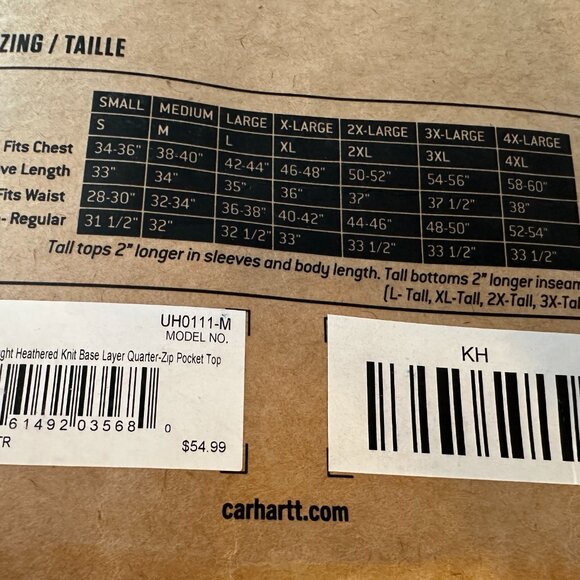 ZING / TAILLE
SMALL MEDIUM LARGE X-LARGE 2X-LARGE 3X-LARGE 4X-LARGE
S M L XL 2XL 3XL 4XL
Fits Chest 34-36" 38-40" 42-44" 46-48" 50-52" 54-56" 58-60"
ve Length 33" 34" 35" 36" 37" 37 1/2" 38"
Fits Waist 28-30" 32-34" 36-38" 40-42" 44-46" 48-50" 52-54"
- Regular 31 1/2" 32" 32 1/2" 33" 33 1/2" 33 1/2" 33 1/2"
Tall tops 2" longer in sleeves and body length. Tall bottoms 2" longer inseam
(L- Tall, XL-Tall, 2X-Tall, 3X-Tal
UH0111-M
MODEL NO.
ght Heathered Knit Base Layer Quarter-Zip Pocket Top
61492 03568 0
TR $54.99
KH
carhartt.com